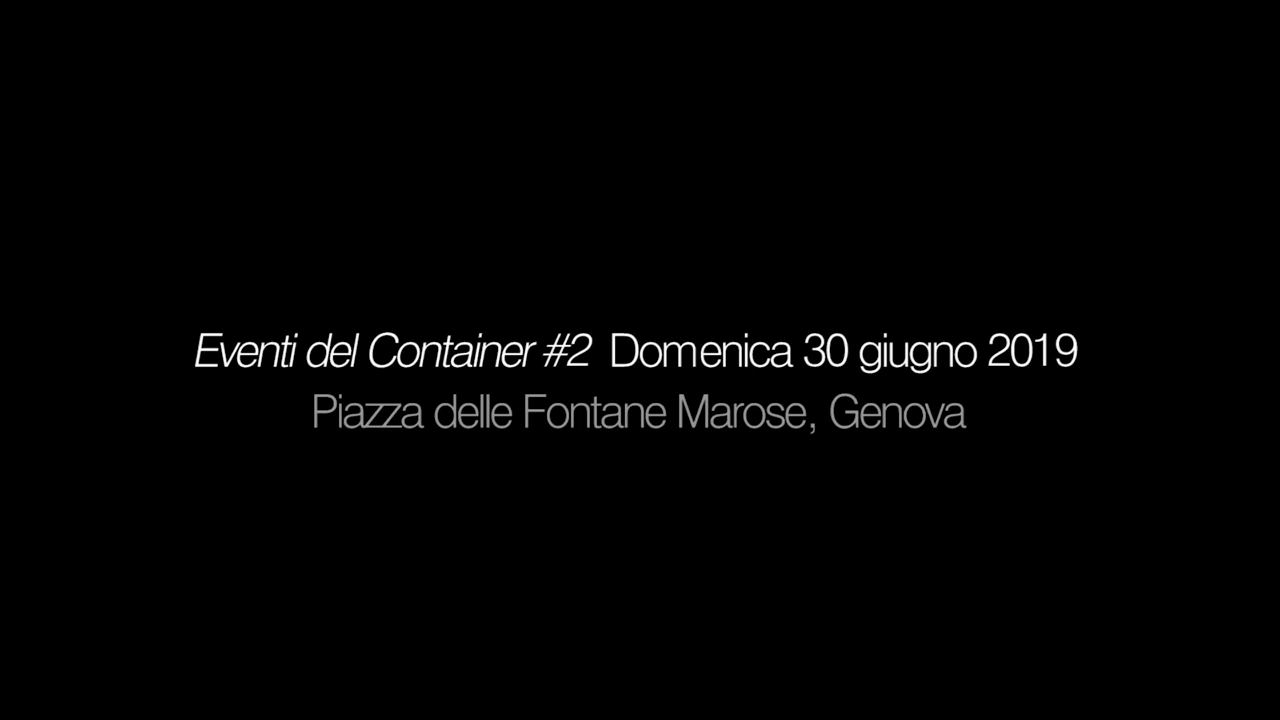 Eventi del Container #2 Domenica 30 giugno 2019
Piazza delle Fontane Marose, Genova